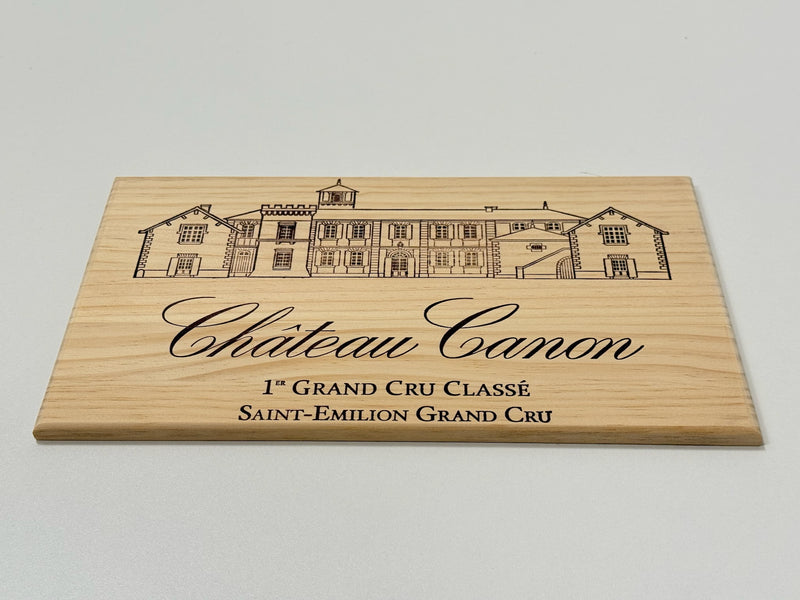 Château Canon
1ER GRAND CRU CLASSÉ
SAINT-EMILION GRAND CRU